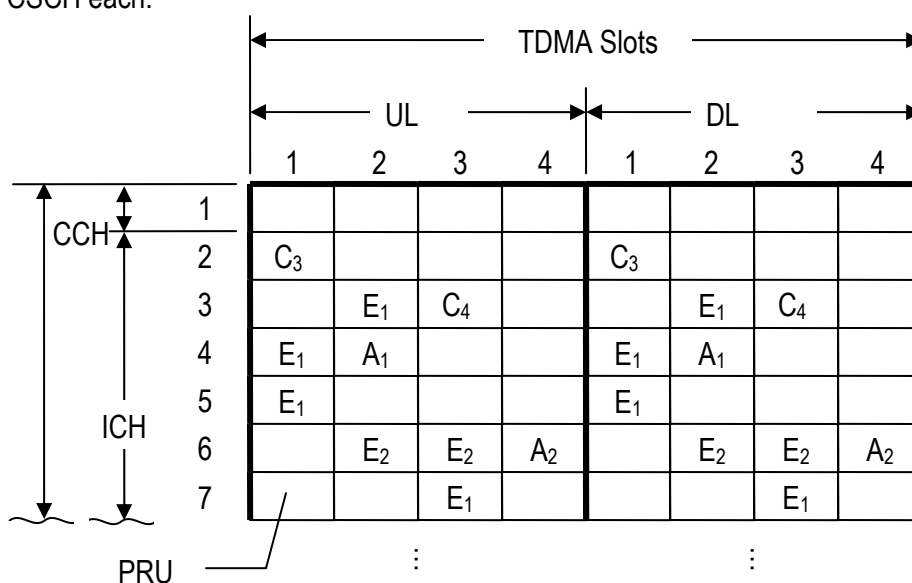 CSCH each.
TDMA Slots
UL DL
1 2 3 4 1 2 3 4
1
CCH
2 C₃ C₃
3 E₁ C₄ E₁ C₄
4 E₁ A₁ E₁ A₁
5 E₁ E₁
ICH
6 E₂ E₂ A₂ E₂ E₂ A₂
7 E₁ E₁
PRU ⋮ ⋮